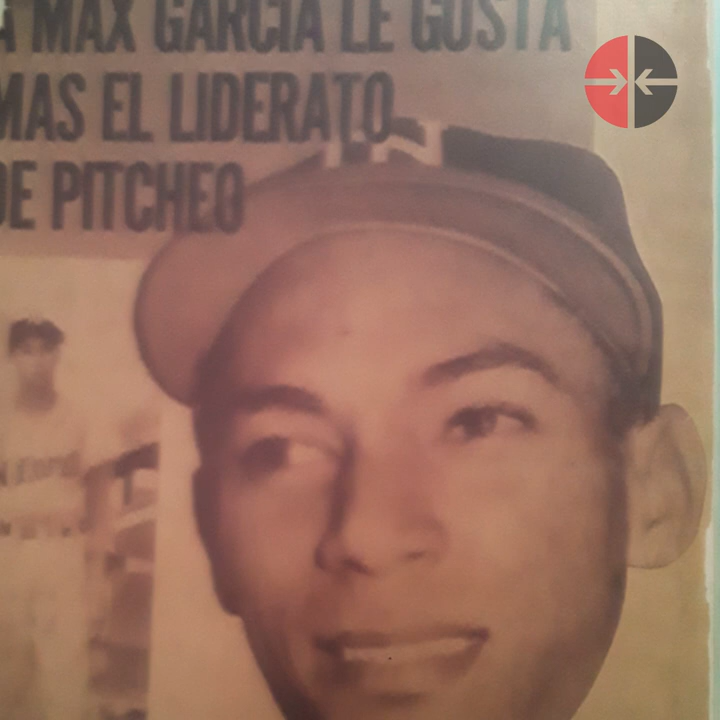 A MAX GARCIA LE GUSTA
MAS EL LIDERATO
DE PITCHEO
N